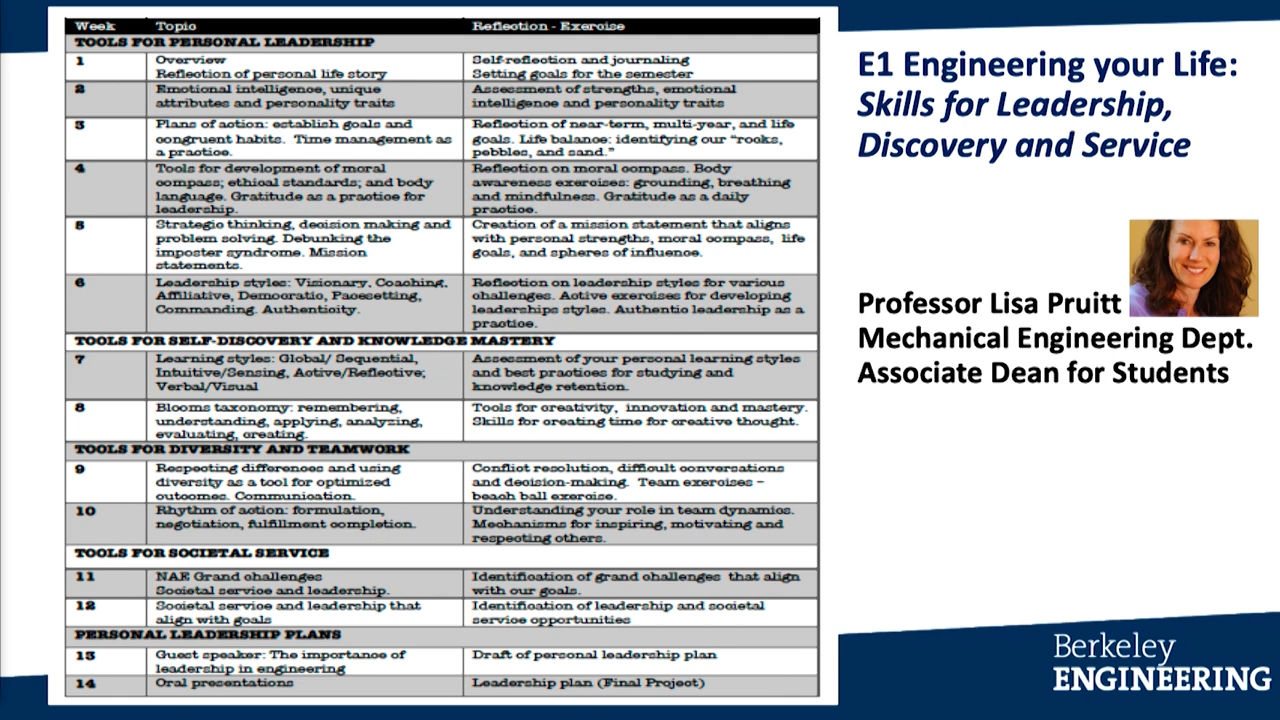 Week Topic Reflection - Exercise
TOOLS FOR PERSONAL LEADERSHIP
1 Overview Self-reflection and journaling
Reflection of personal life story Setting goals for the semester
2 Emotional intelligence, unique Assessment of strengths, emotional
attributes and personality traits intelligence and personality traits
3 Plans of action: establish goals and Reflection of near-term, multi-year, and life
congruent habits. Time management as goals. Life balance: identifying our "rocks,
a practice. pebbles, and sand."
4 Tools for development of moral Reflection on moral compass. Body
compass; ethical standards; and body awareness exercises: grounding, breathing
language. Gratitude as a practice for and mindfulness. Gratitude as a daily
leadership. practice.
5 Strategic thinking, decision making and Creation of a mission statement that aligns
problem solving. Debunking the with personal strengths, moral compass, life
imposter syndrome. Mission goals, and spheres of influence.
statements.
6 Leadership styles: Visionary, Coaching, Reflection on leadership styles for various
Affiliative, Democratic, Pacesetting, challenges. Active exercises for developing
Commanding. Authenticity. leaderships styles. Authentic leadership as a
practice.
TOOLS FOR SELF-DISCOVERY AND KNOWLEDGE MASTERY
7 Learning styles: Global/ Sequential, Assessment of your personal learning styles
Intuitive/Sensing, Active/Reflective; and best practices for studying and
Verbal/Visual knowledge retention.
8 Blooms taxonomy: remembering, Tools for creativity, innovation and mastery.
understanding, applying, analyzing, Skills for creating time for creative thought.
evaluating, creating.
TOOLS FOR DIVERSITY AND TEAMWORK
9 Respecting differences and using Conflict resolution, difficult conversations
diversity as a tool for optimized and decision-making. Team exercises –
outcomes. Communication. beach ball exercise.
10 Rhythm of action: formulation, Understanding your role in team dynamics.
negotiation, fulfillment completion. Mechanisms for inspiring, motivating and
respecting others.
TOOLS FOR SOCIETAL SERVICE
11 NAE Grand challenges Identification of grand challenges that align
Societal service and leadership. with our goals.
12 Societal service and leadership that Identification of leadership and societal
align with goals service opportunities
PERSONAL LEADERSHIP PLANS
13 Guest speaker: The importance of Draft of personal leadership plan
leadership in engineering
14 Oral presentations Leadership plan (Final Project)
E1 Engineering your Life:
Skills for Leadership,
Discovery and Service
Professor Lisa Pruitt
Mechanical Engineering Dept.
Associate Dean for Students
Berkeley
ENGINEERING